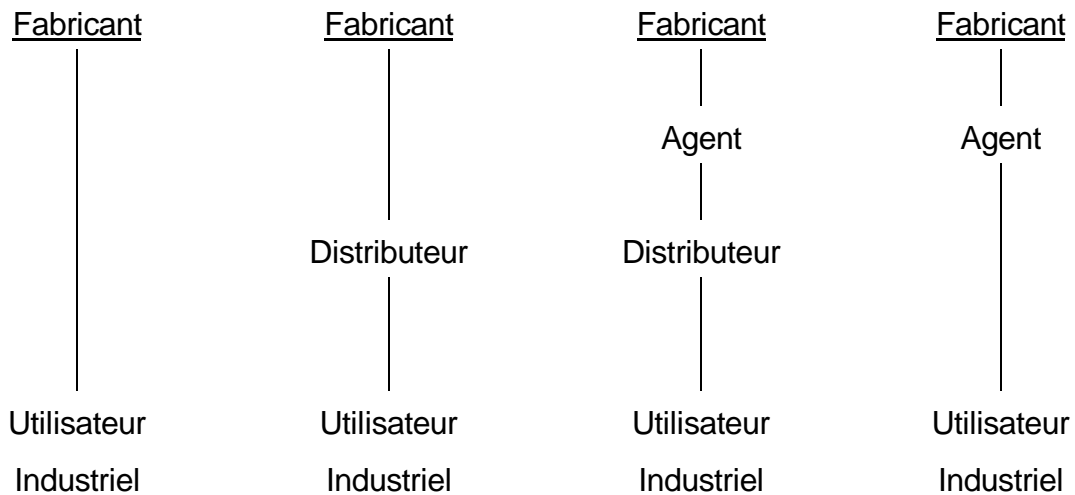 Fabricant Fabricant Fabricant Fabricant
Agent Agent
Distributeur Distributeur
Utilisateur Utilisateur Utilisateur Utilisateur
Industriel Industriel Industriel Industriel